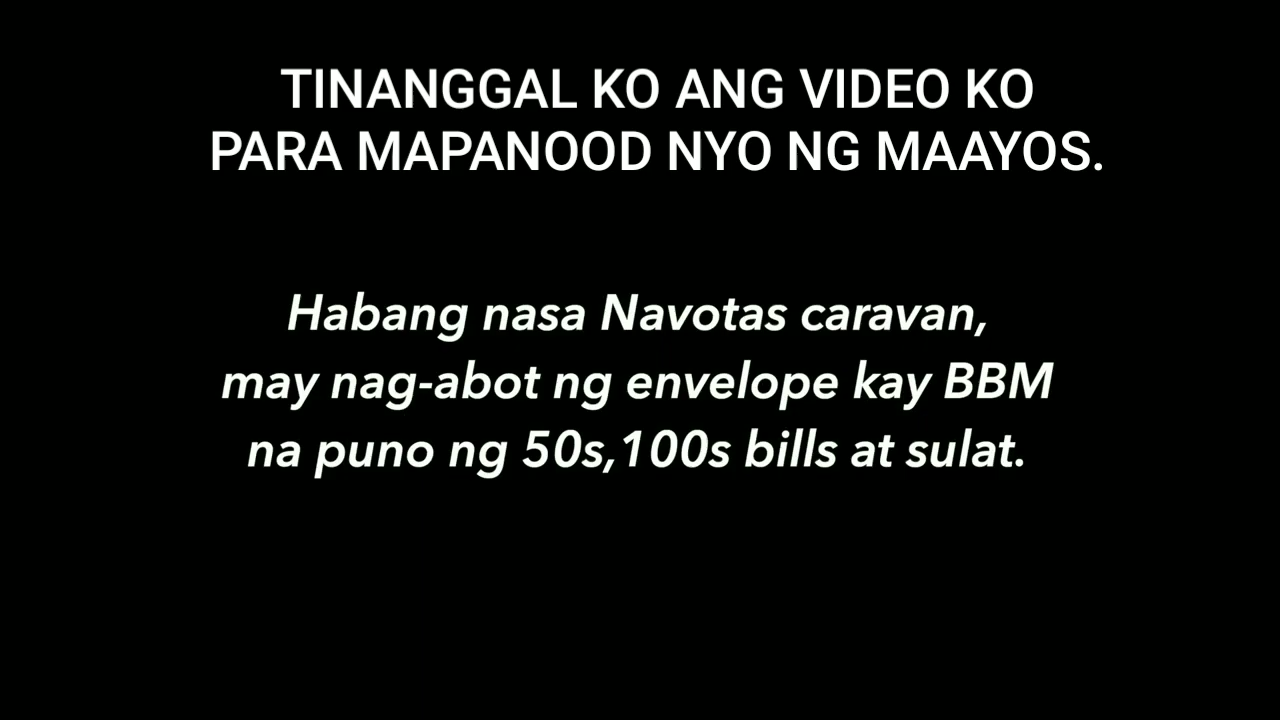 TINANGGAL KO ANG VIDEO KO
PARA MAPANOOD NYO NG MAAYOS.
Habang nasa Navotas caravan,
may nag-abot ng envelope kay BBM
na puno ng 50s,100s bills at sulat.